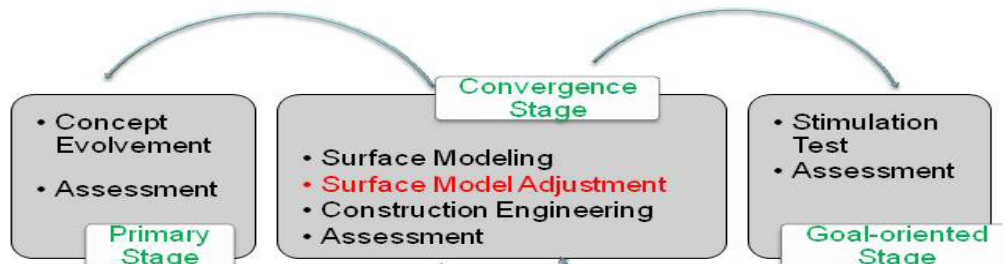 Convergence
Stage
• Concept
Evolvement
• Assessment
Primary
Stage
• Surface Modeling
• Surface Model Adjustment
• Construction Engineering
• Assessment
• Stimulation
Test
• Assessment
Goal-oriented
Stage